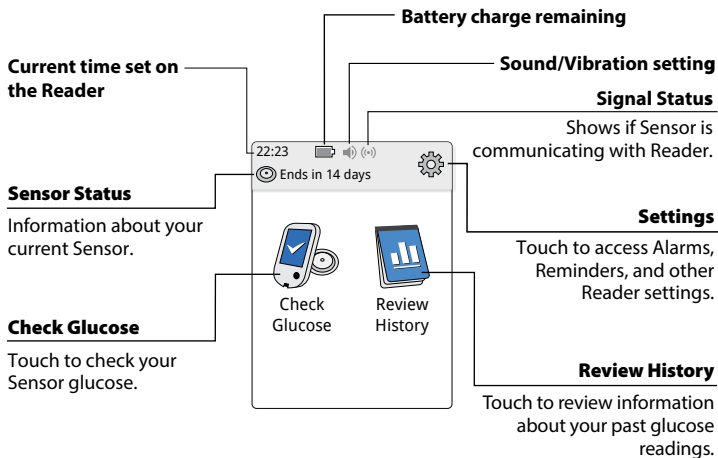 Battery charge remaining
Current time set on
the Reader
Sound/Vibration setting
Signal Status
Shows if Sensor is
communicating with Reader.
22:23
Ends in 14 days
Sensor Status
Information about your
current Sensor.
Settings
Touch to access Alarms,
Reminders, and other
Reader settings.
Check
Glucose
Review
History
Check Glucose
Touch to check your
Sensor glucose.
Review History
Touch to review information
about your past glucose
readings.